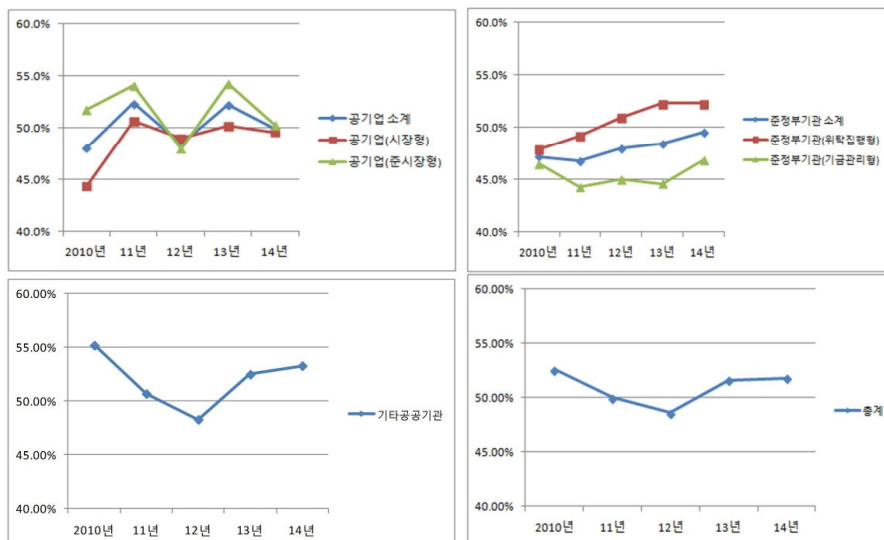 60.0%
55.0%
50.0%
45.0%
40.0%
2010년 11년 12년 13년 14년
공기업 소계
공기업(시장형)
공기업(준시장형)
60.0%
55.0%
50.0%
45.0%
40.0%
2010년 11년 12년 13년 14년
준정부기관 소계
준정부기관(위탁집행형)
준정부기관(기금관리형)
60.00%
55.00%
50.00%
45.00%
40.00%
2010년 11년 12년 13년 14년
기타공공기관
60.00%
55.00%
50.00%
45.00%
40.00%
2010년 11년 12년 13년 14년
총계